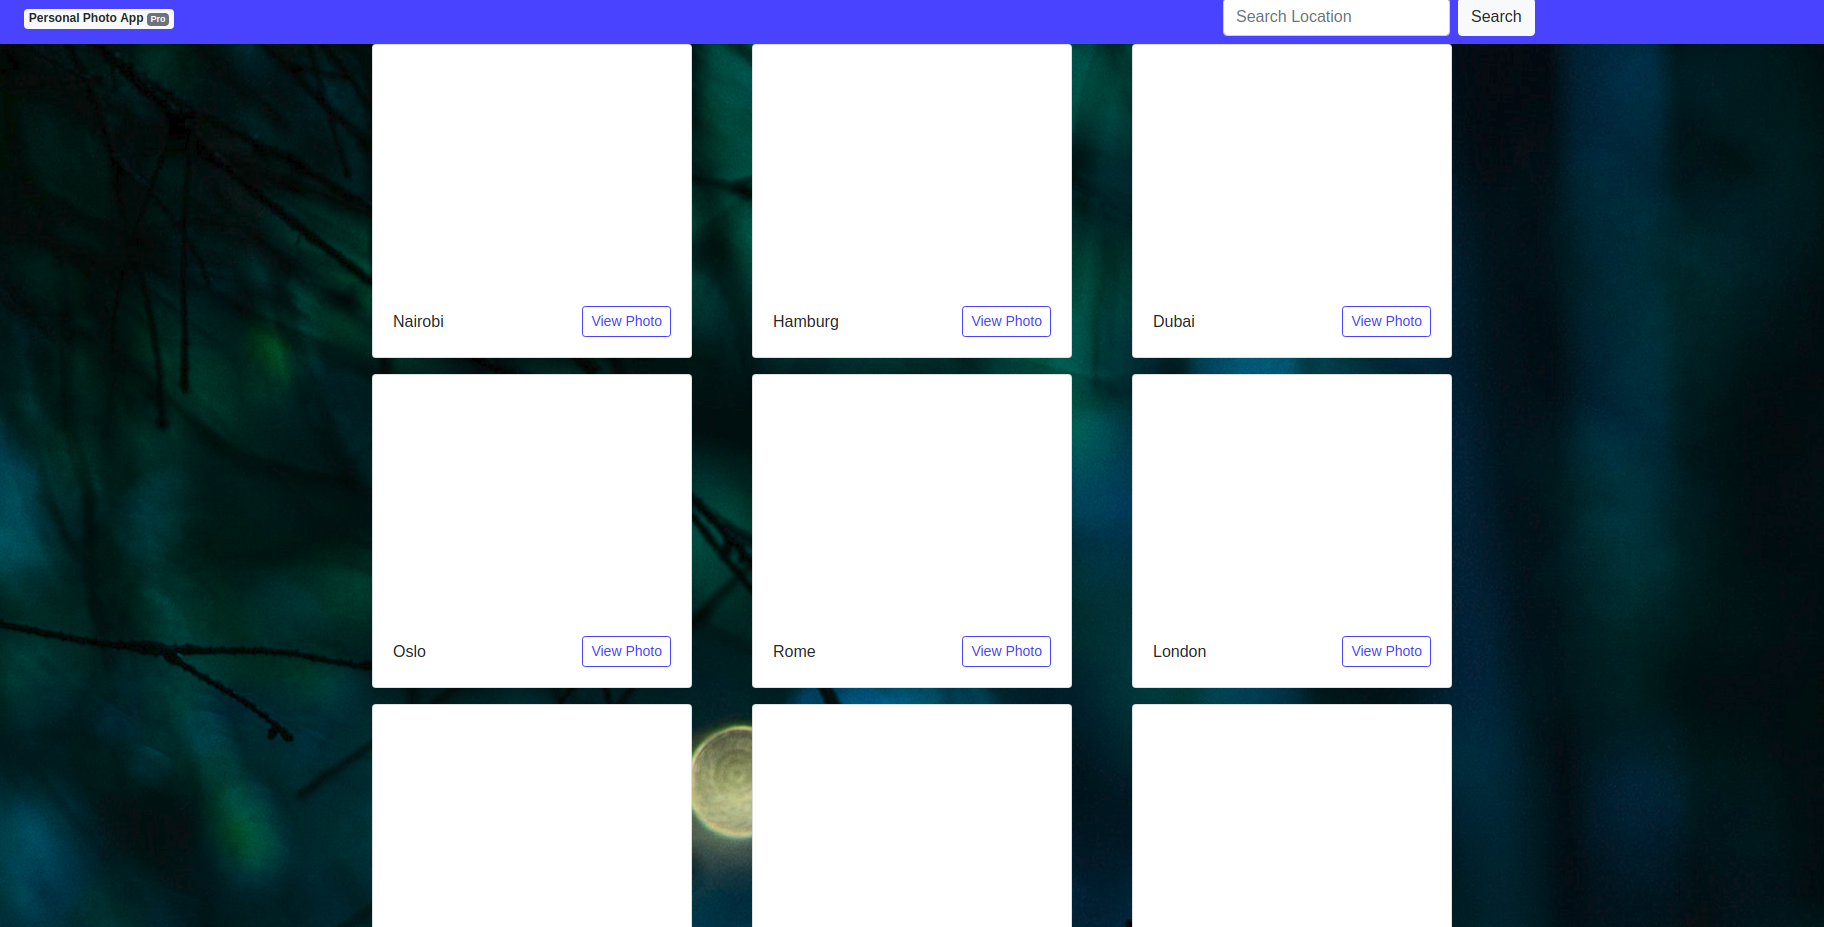 Personal Photo App Pro
Search Location
Search
Nairobi
View Photo
Hamburg
View Photo
Dubai
View Photo
Oslo
View Photo
Rome
View Photo
London
View Photo